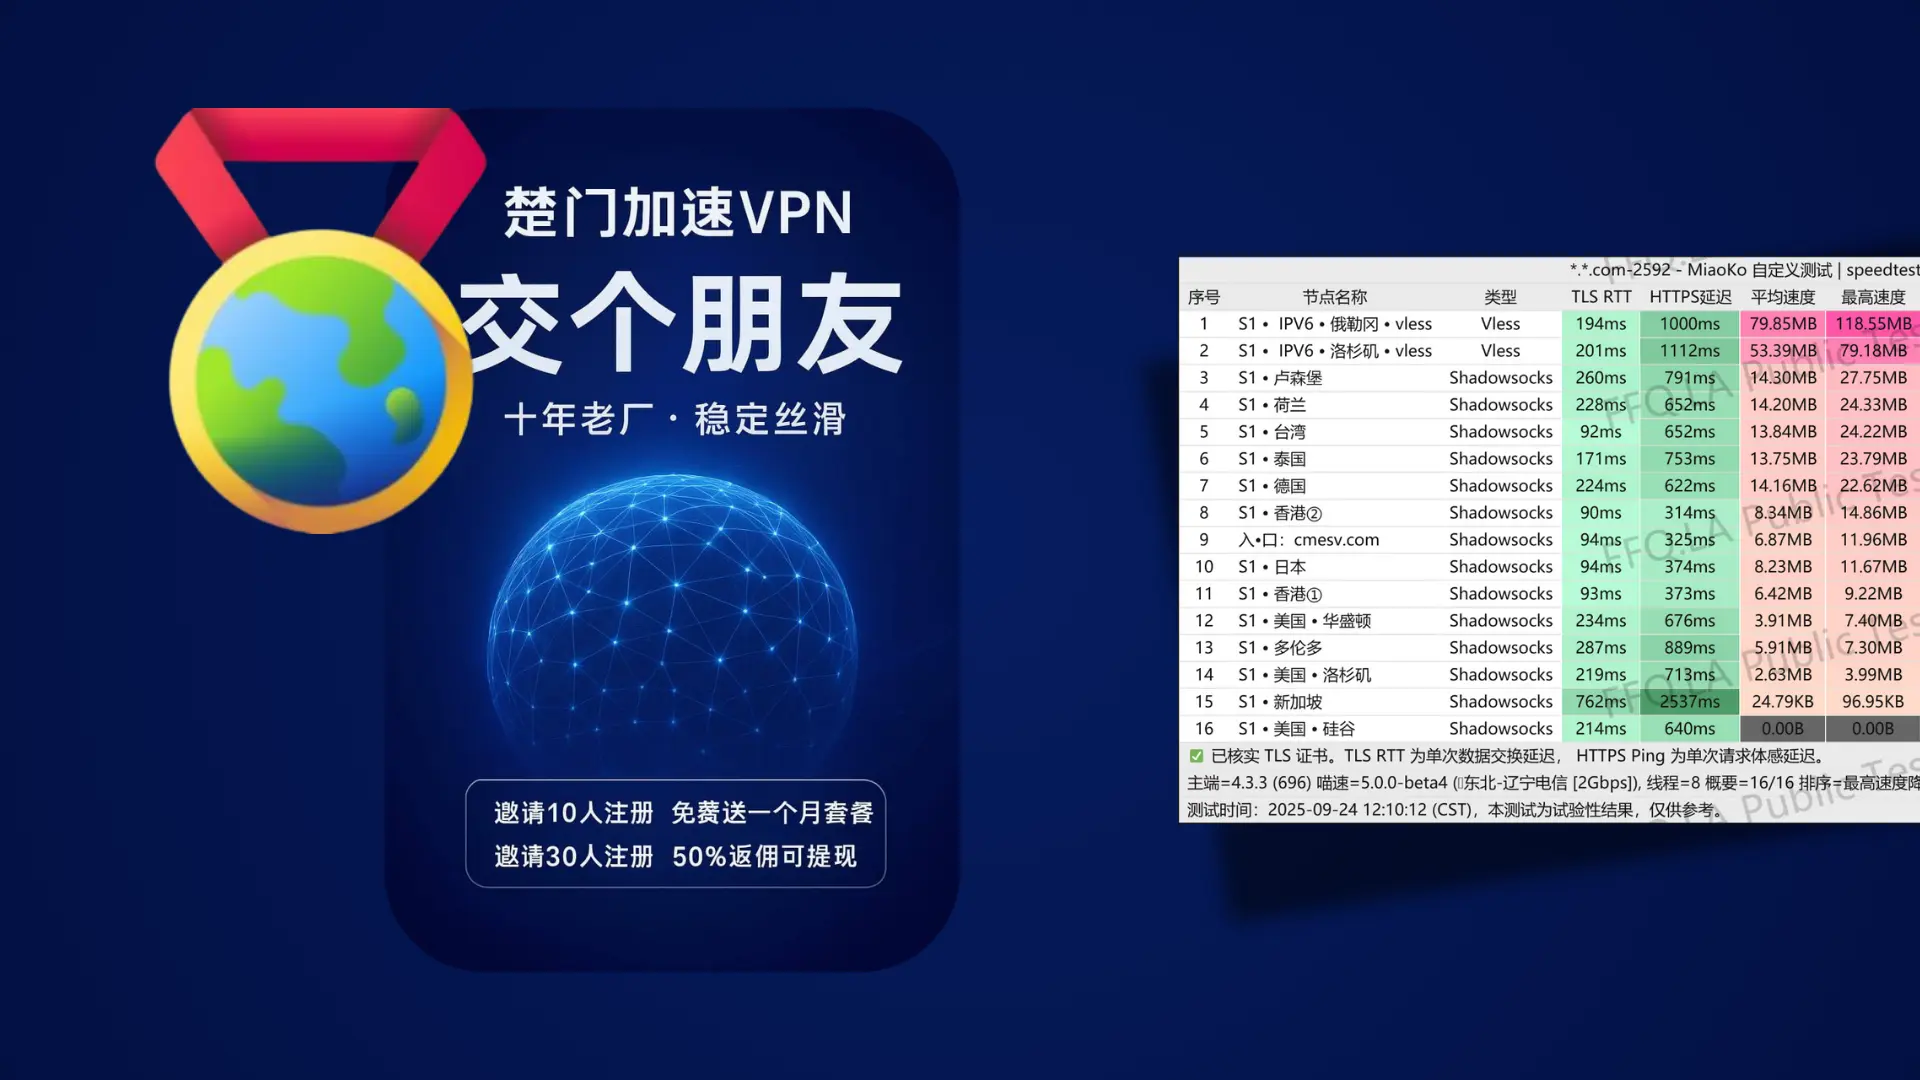 楚门加速VPN
交个朋友
十年老厂·稳定丝滑
邀请10人注册 免费送一个月套餐
邀请30人注册 50%返佣可提现
*.*.com-2592 - MiaoKo 自定义测试 | speedtest
序号 节点名称 类型 TLS RTT HTTPS延迟 平均速度 最高速度
1 S1 • IPV6 • 俄勒冈 • vless Vless 194ms 1000ms 79.85MB 118.55MB
2 S1 • IPV6 • 洛杉矶 • vless Vless 201ms 1112ms 53.39MB 79.18MB
3 S1 • 卢森堡 Shadowsocks 260ms 791ms 14.30MB 27.75MB
4 S1 • 荷兰 Shadowsocks 228ms 652ms 14.20MB 24.33MB
5 S1 • 台湾 Shadowsocks 92ms 652ms 13.84MB 24.22MB
6 S1 • 泰国 Shadowsocks 171ms 753ms 13.75MB 23.79MB
7 S1 • 德国 Shadowsocks 224ms 622ms 14.16MB 22.62MB
8 S1 • 香港② Shadowsocks 90ms 314ms 8.34MB 14.86MB
9 入•口：cmesv.com Shadowsocks 94ms 325ms 6.87MB 11.96MB
10 S1 • 日本 Shadowsocks 94ms 374ms 8.23MB 11.67MB
11 S1 • 香港① Shadowsocks 93ms 373ms 6.42MB 9.22MB
12 S1 • 美国 • 华盛顿 Shadowsocks 234ms 676ms 3.91MB 7.40MB
13 S1 • 多伦多 Shadowsocks 287ms 889ms 5.91MB 7.30MB
14 S1 • 美国 • 洛杉矶 Shadowsocks 219ms 713ms 2.63MB 3.99MB
15 S1 • 新加坡 Shadowsocks 762ms 2537ms 24.79KB 96.95KB
16 S1 • 美国 • 硅谷 Shadowsocks 214ms 640ms 0.00B 0.00B
✅ 已核实 TLS 证书。TLS RTT 为单次数据交换延迟， HTTPS Ping 为单次请求体感延迟。
主端=4.3.3 (696) 喵速=5.0.0-beta4 (东北-辽宁电信 [2Gbps]), 线程=8 概要=16/16 排序=最高速度降
测试时间：2025-09-24 12:10:12 (CST)，本测试为试验性结果，仅供参考。
FFQ.LA Public Test